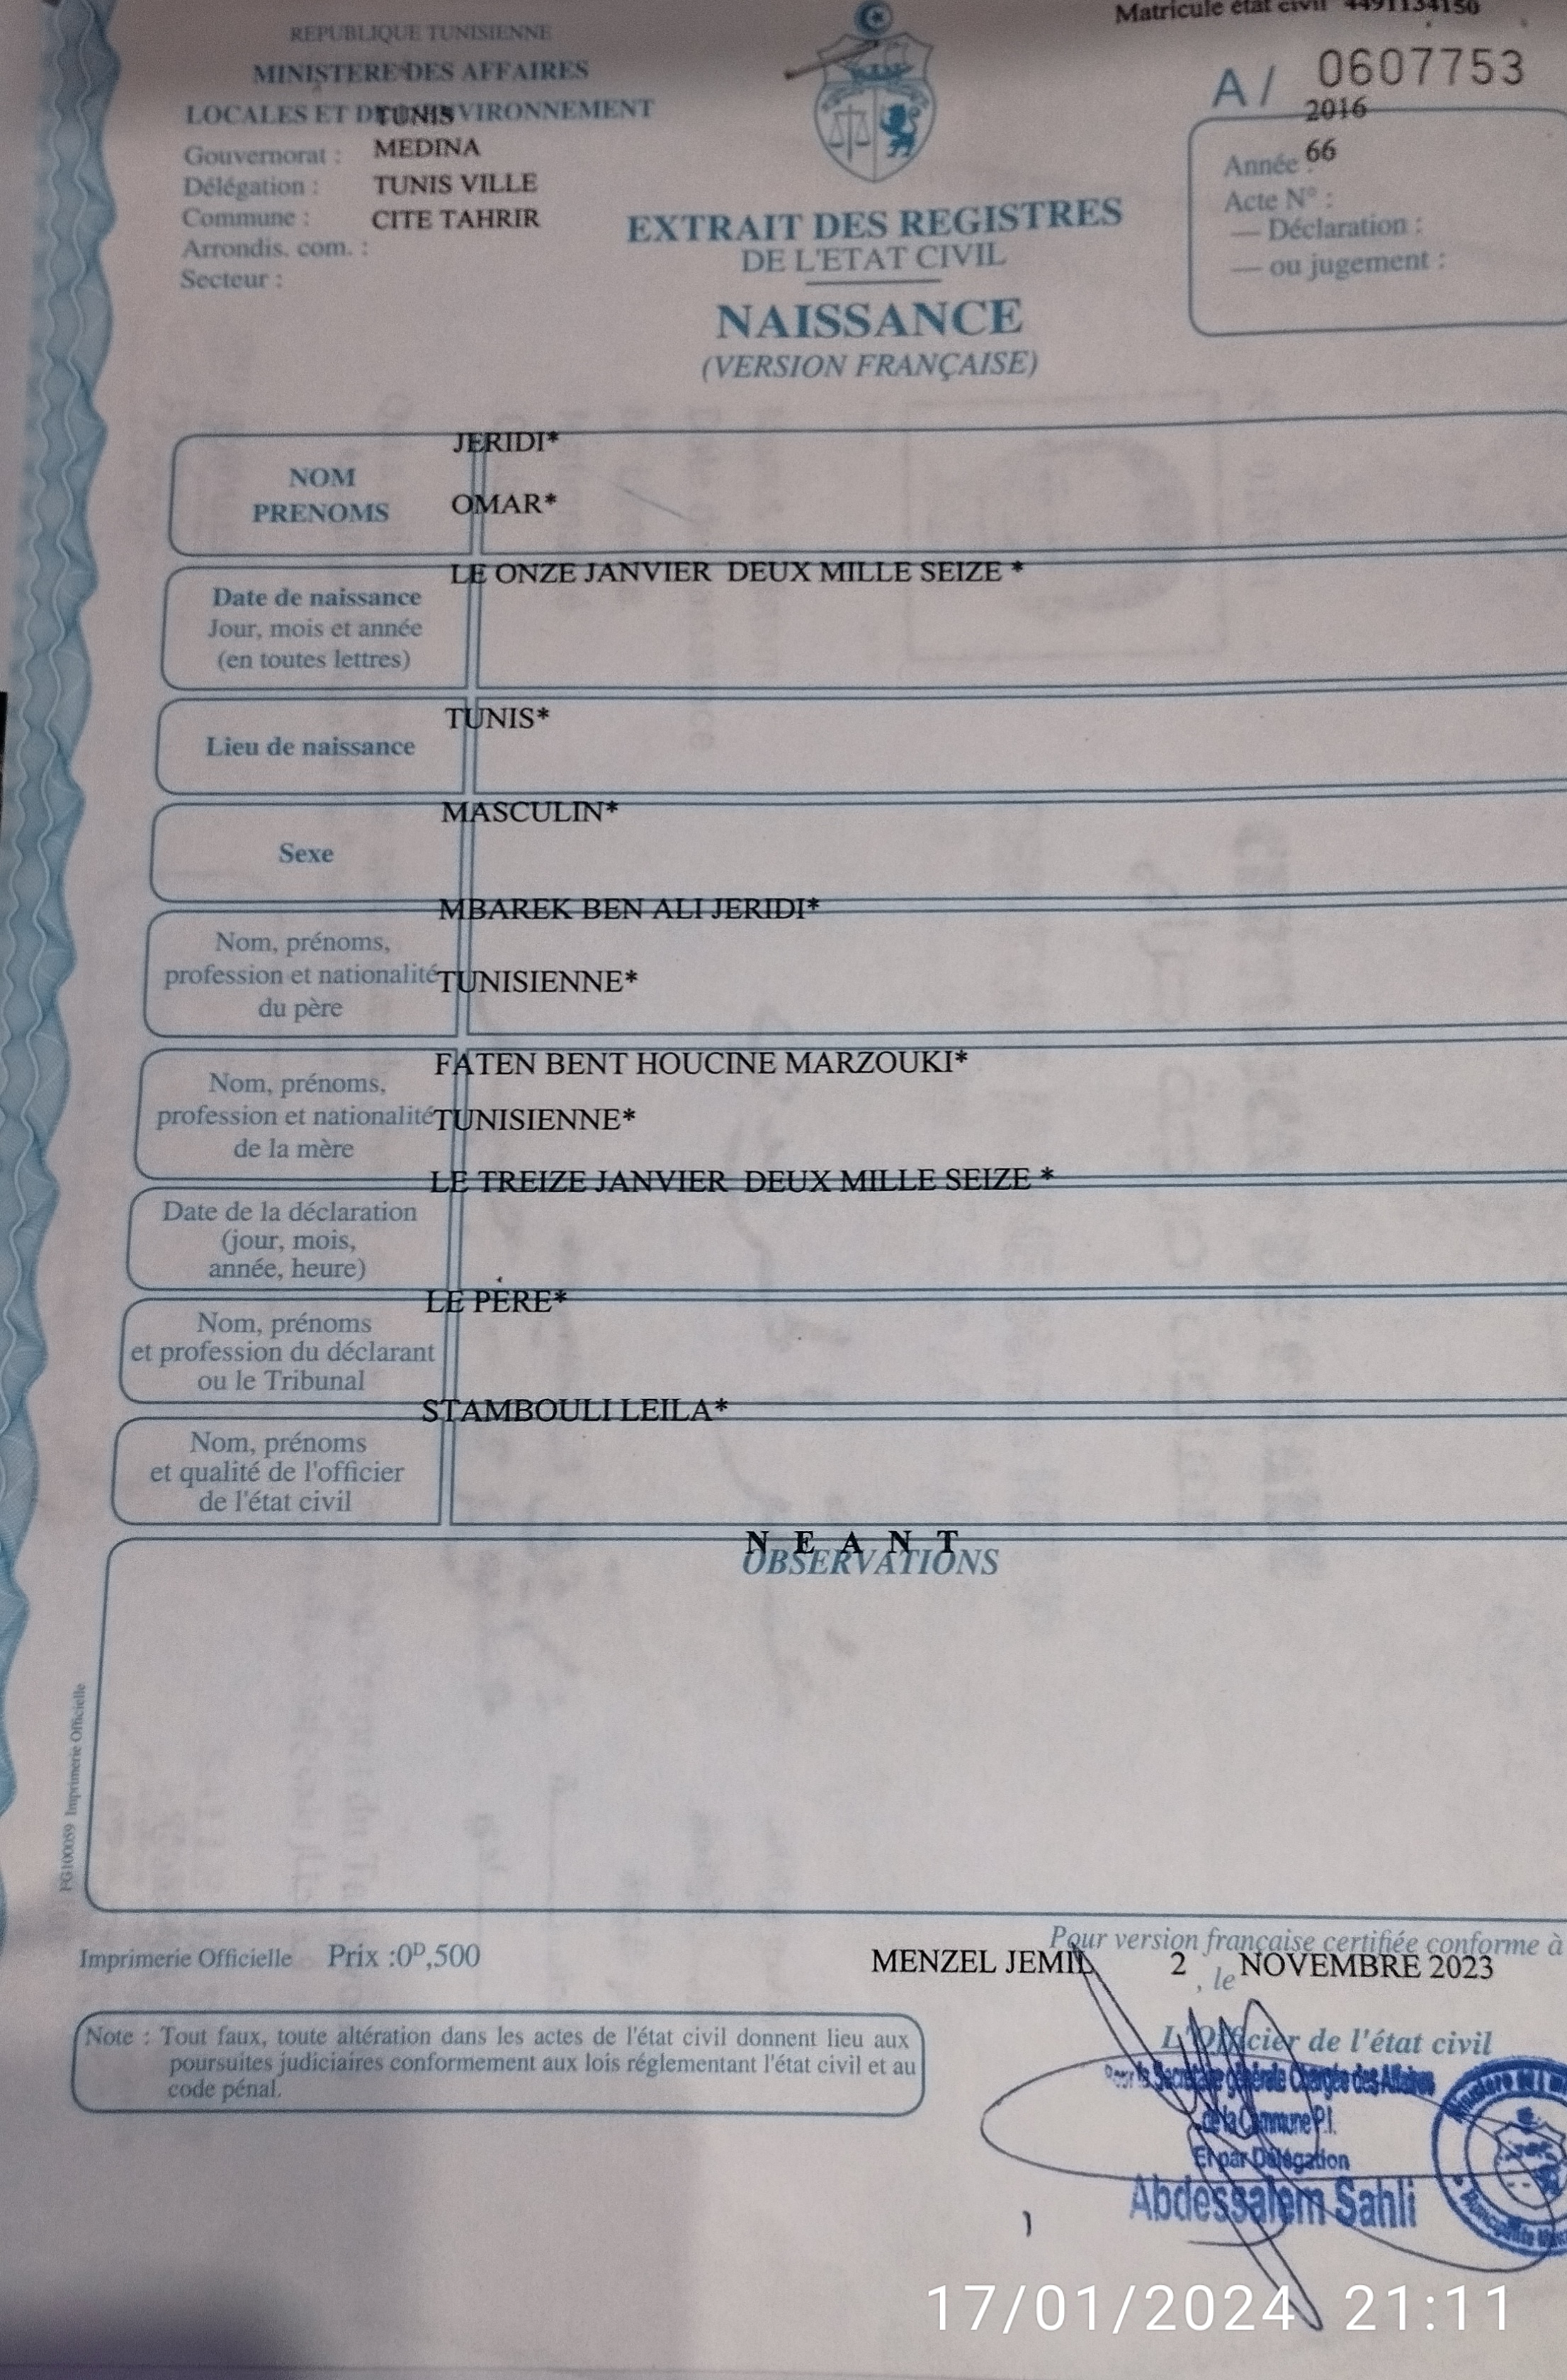 Matricule état civil 4491134150
REPUBLIQUE TUNISIENNE
MINISTERE DES AFFAIRES
LOCALES ET DE L'ENVIRONNEMENT
TUNIS
Gouvernorat : MEDINA
Délégation : TUNIS VILLE
Commune : CITE TAHRIR
Arrondis. com. :
Secteur :
A/ 0607753
2016
Année : 66
Acte N° :
— Déclaration :
— ou jugement :
EXTRAIT DES REGISTRES
DE L'ETAT CIVIL
NAISSANCE
(VERSION FRANÇAISE)
JERIDI*
NOM
PRENOMS
OMAR*
LE ONZE JANVIER DEUX MILLE SEIZE *
Date de naissance
Jour, mois et année
(en toutes lettres)
TUNIS*
Lieu de naissance
MASCULIN*
Sexe
MBAREK BEN ALI JERIDI*
Nom, prénoms,
profession et nationalité TUNISIENNE*
du père
FATEN BENT HOUCINE MARZOUKI*
Nom, prénoms,
profession et nationalité TUNISIENNE*
de la mère
LE TREIZE JANVIER DEUX MILLE SEIZE *
Date de la déclaration
(jour, mois,
année, heure)
LE PERE*
Nom, prénoms
et profession du déclarant
ou le Tribunal
STAMBOULI LEILA*
Nom, prénoms
et qualité de l'officier
de l'état civil
N E A N T
OBSERVATIONS
FG100059 Imprimerie Officielle
Imprimerie Officielle Prix :0D,500
Pour version française certifiée conforme à
MENZEL JEMIL 2 , le NOVEMBRE 2023
Note : Tout faux, toute altération dans les actes de l'état civil donnent lieu aux
poursuites judiciaires conformement aux lois réglementant l'état civil et au
code pénal.
L'Officier de l'état civil
Pour la Secrétaire générale Chargée des Affaires
de la Commune P.I.
Et par Délégation
Abdessalem Sahli
17/01/2024 21:11